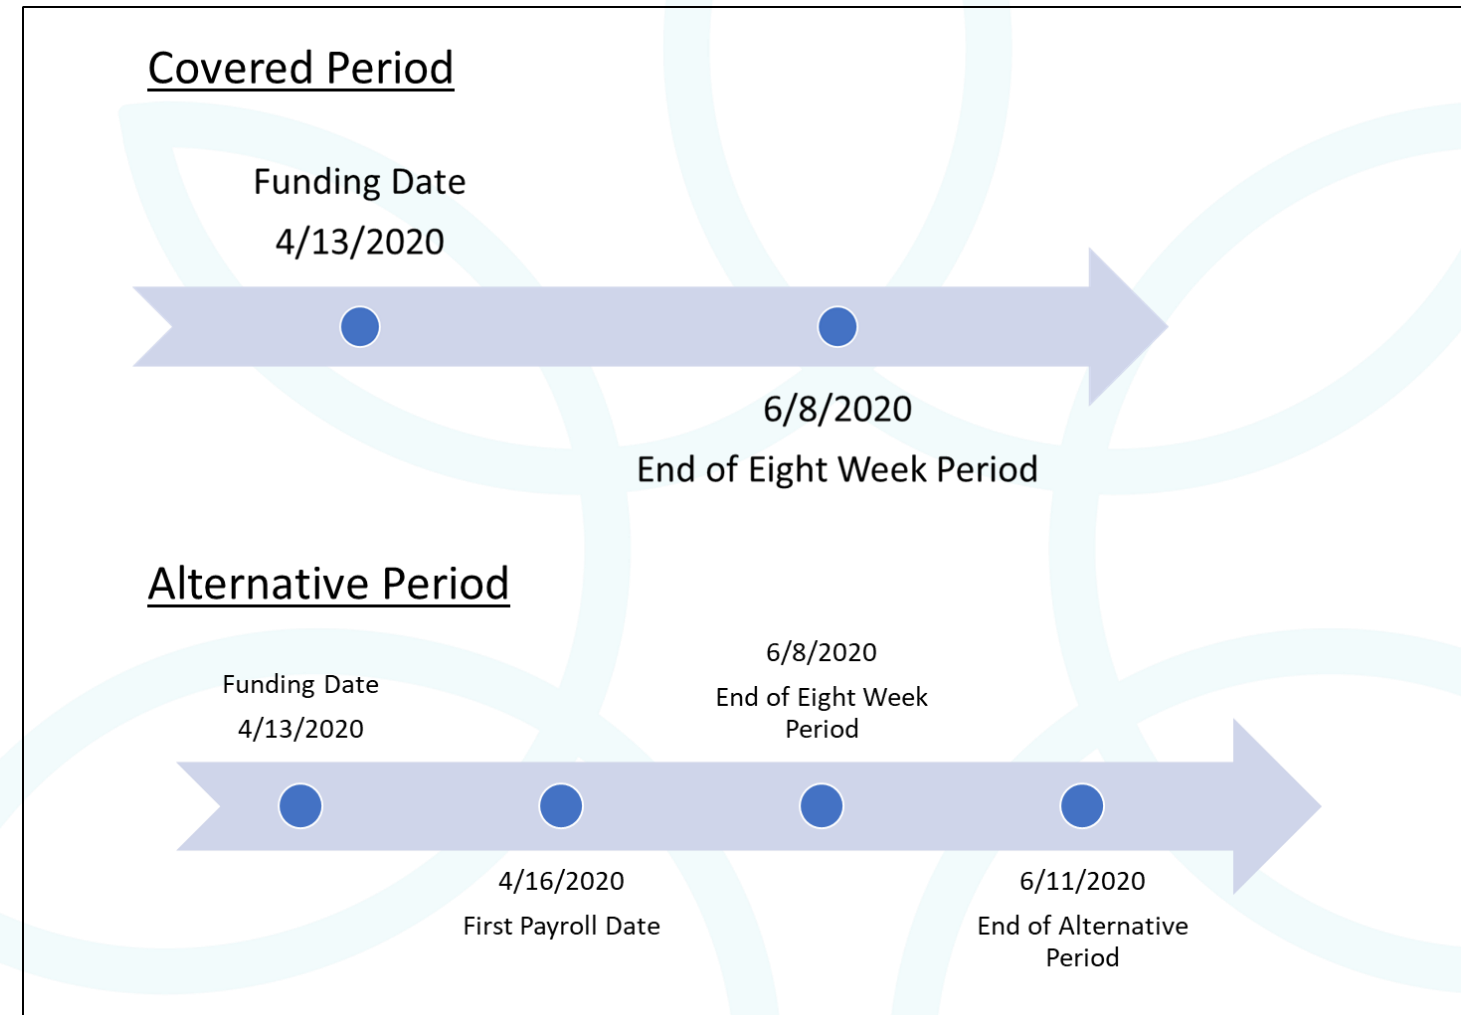 Covered Period
Funding Date
4/13/2020
6/8/2020
End of Eight Week Period
Alternative Period
Funding Date
4/13/2020
4/16/2020
First Payroll Date
6/8/2020
End of Eight Week
Period
6/11/2020
End of Alternative
Period